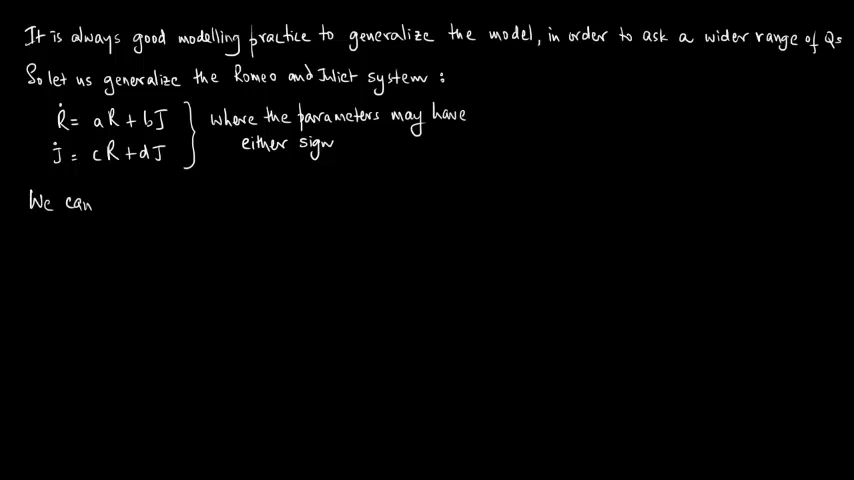 It is always good modelling practice to generalize the model, in order to ask a wider range of Qs
So let us generalize the Romeo and Juliet system :
Ṙ = aR + bJ } where the parameters may have
J̇ = cR + dJ either sign
We can